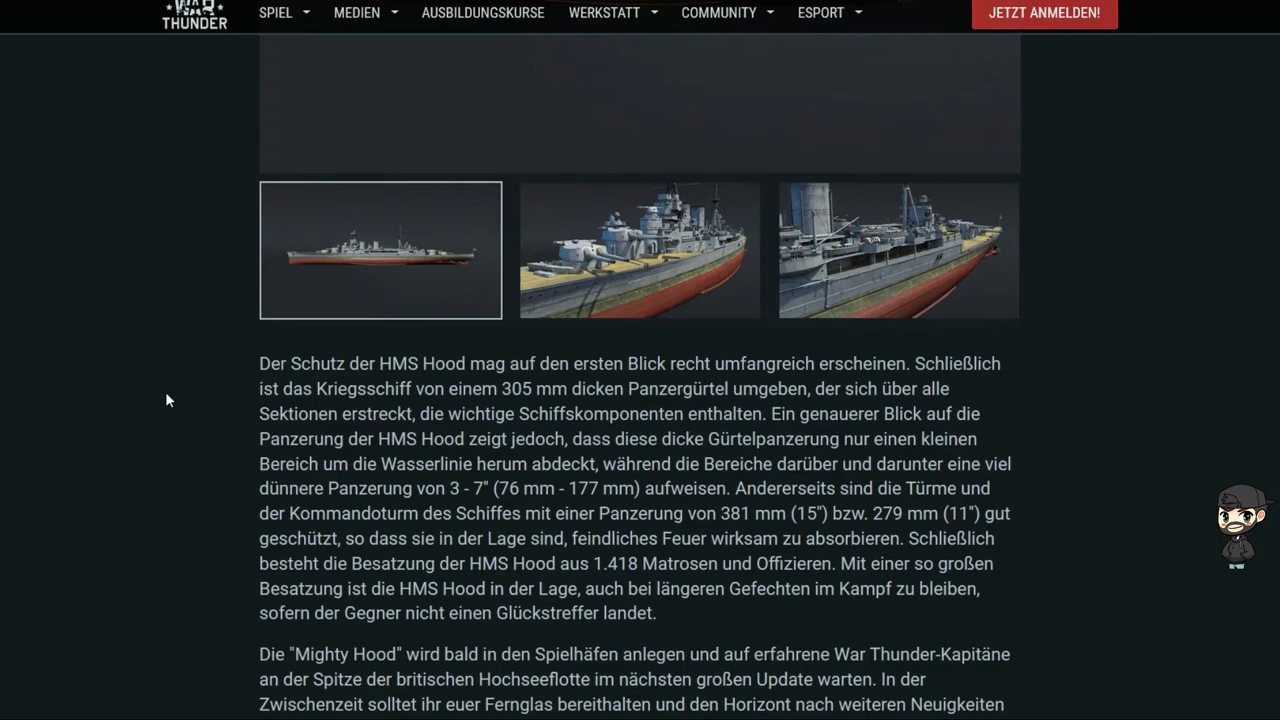 WAR
THUNDER
SPIEL
MEDIEN
AUSBILDUNGSKURSE
WERKSTATT
COMMUNITY
ESPORT
JETZT ANMELDEN!
Der Schutz der HMS Hood mag auf den ersten Blick recht umfangreich erscheinen. Schließlich
ist das Kriegsschiff von einem 305 mm dicken Panzergürtel umgeben, der sich über alle
Sektionen erstreckt, die wichtige Schiffskomponenten enthalten. Ein genauerer Blick auf die
Panzerung der HMS Hood zeigt jedoch, dass diese dicke Gürtelpanzerung nur einen kleinen
Bereich um die Wasserlinie herum abdeckt, während die Bereiche darüber und darunter eine viel
dünnere Panzerung von 3 - 7" (76 mm - 177 mm) aufweisen. Andererseits sind die Türme und
der Kommandoturm des Schiffes mit einer Panzerung von 381 mm (15") bzw. 279 mm (11") gut
geschützt, so dass sie in der Lage sind, feindliches Feuer wirksam zu absorbieren. Schließlich
besteht die Besatzung der HMS Hood aus 1.418 Matrosen und Offizieren. Mit einer so großen
Besatzung ist die HMS Hood in der Lage, auch bei längeren Gefechten im Kampf zu bleiben,
sofern der Gegner nicht einen Glückstreffer landet.
Die "Mighty Hood" wird bald in den Spielhäfen anlegen und auf erfahrene War Thunder-Kapitäne
an der Spitze der britischen Hochseeflotte im nächsten großen Update warten. In der
Zwischenzeit solltet ihr euer Fernglas bereithalten und den Horizont nach weiteren Neuigkeiten